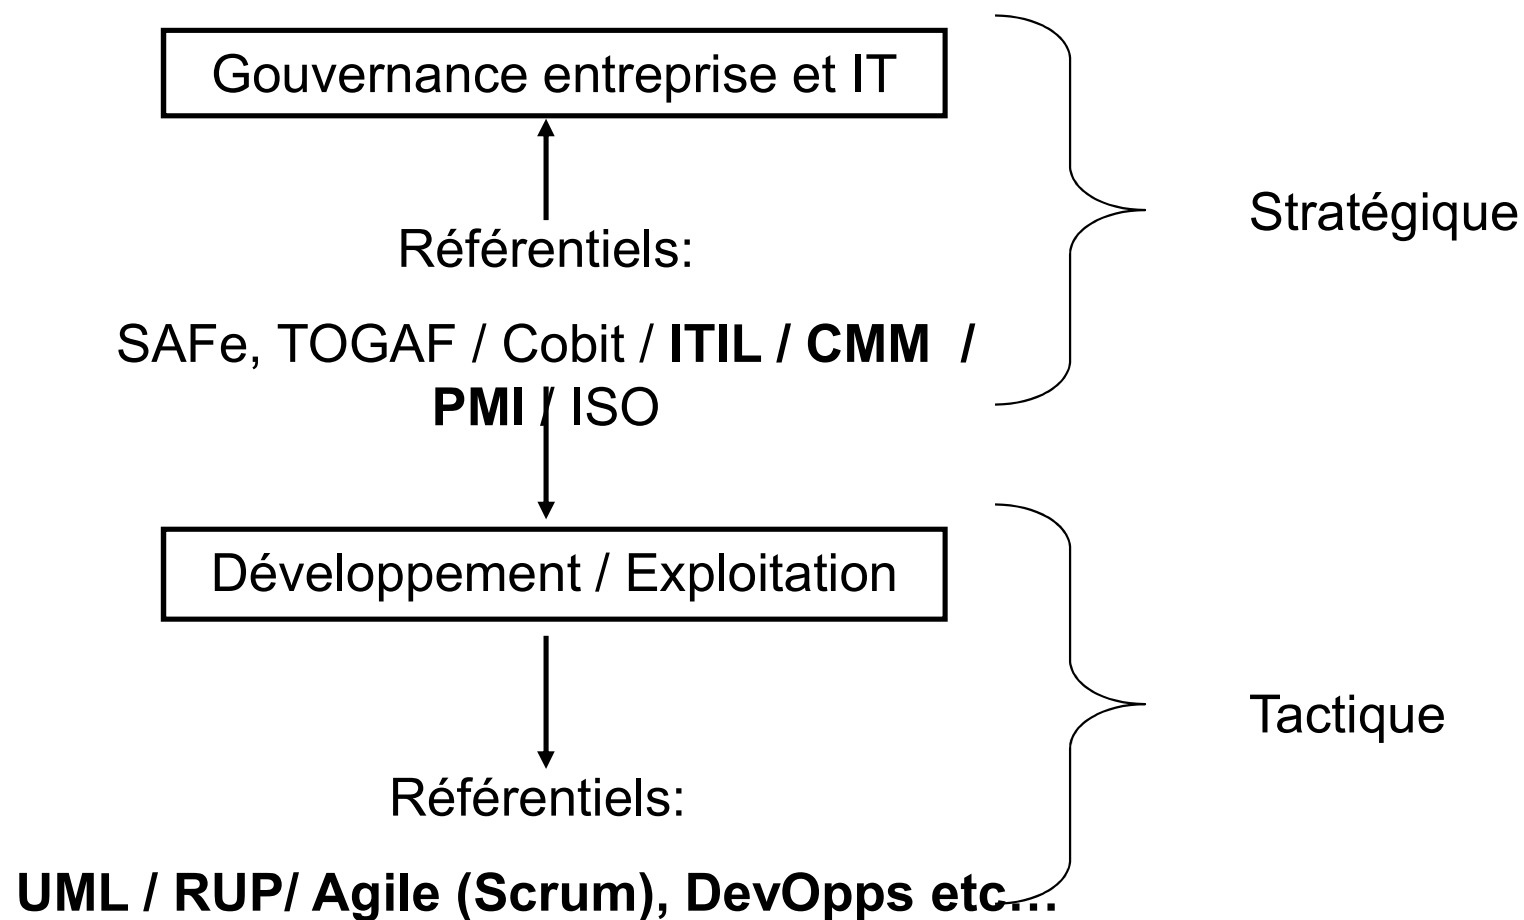 Gouvernance entreprise et IT
Référentiels:
Stratégique
SAFe, TOGAF / Cobit / ITIL / CMM /
PMI / ISO
Développement / Exploitation
Tactique
Référentiels:
UML / RUP/ Agile (Scrum), DevOpps etc…